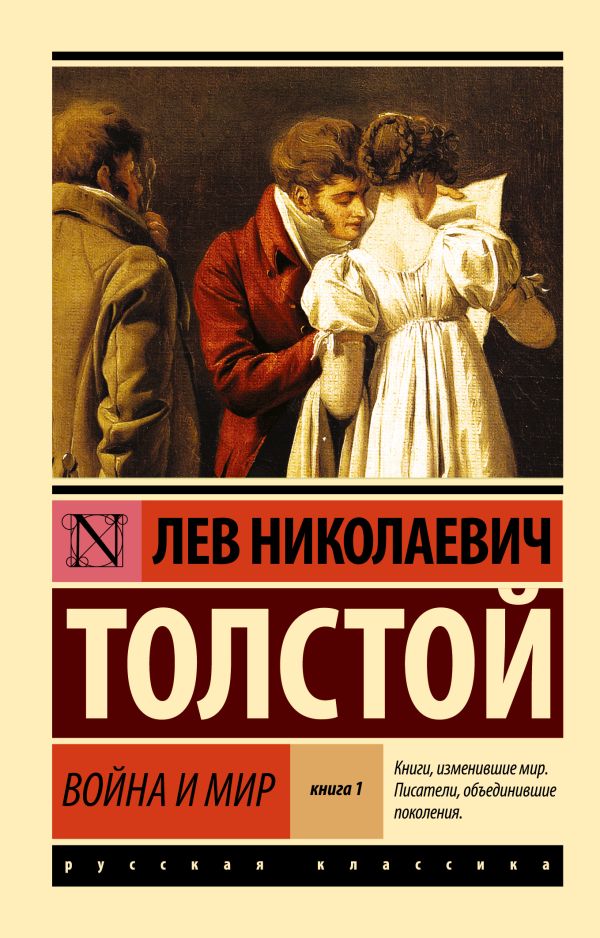 N
ЛЕВ НИКОЛАЕВИЧ
ТОЛСТОЙ
ВОЙНА И МИР
книга 1
Книги, изменившие мир.
Писатели, объединившие
поколения.
русская классика